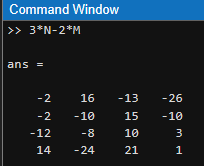 Command Window
>> 3*N-2*M
ans =
-2 16 -13 -26
-2 -10 15 -10
-12 -8 10 3
14 -24 21 1